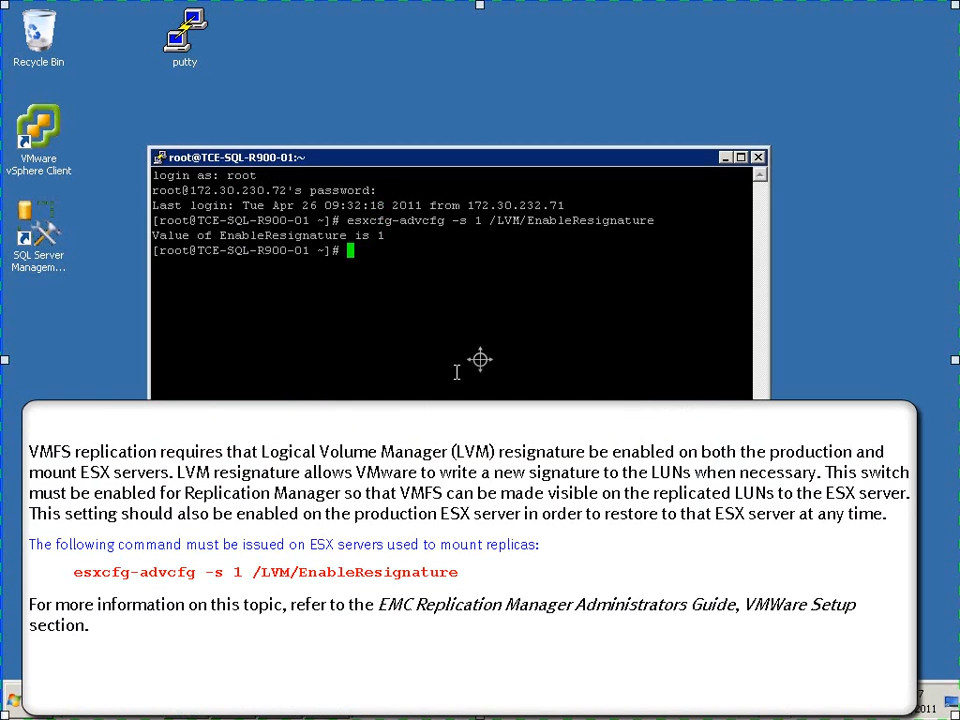 Recycle Bin
putty
VMware
vSphere Client
SQL Server
Managem...
root@TCE-SQL-R900-01:~
login as: root
root@172.30.230.72's password:
Last login: Tue Apr 26 09:32:18 2011 from 172.30.232.71
[root@TCE-SQL-R900-01 ~]# esxcfg-advcfg -s 1 /LVM/EnableResignature
Value of EnableResignature is 1
[root@TCE-SQL-R900-01 ~]#
VMFS replication requires that Logical Volume Manager (LVM) resignature be enabled on both the production and
mount ESX servers. LVM resignature allows VMware to write a new signature to the LUNs when necessary. This switch
must be enabled for Replication Manager so that VMFS can be made visible on the replicated LUNs to the ESX server.
This setting should also be enabled on the production ESX server in order to restore to that ESX server at any time.
The following command must be issued on ESX servers used to mount replicas:
esxcfg-advcfg -s 1 /LVM/EnableResignature
For more information on this topic, refer to the EMC Replication Manager Administrators Guide, VMWare Setup
section.
2011